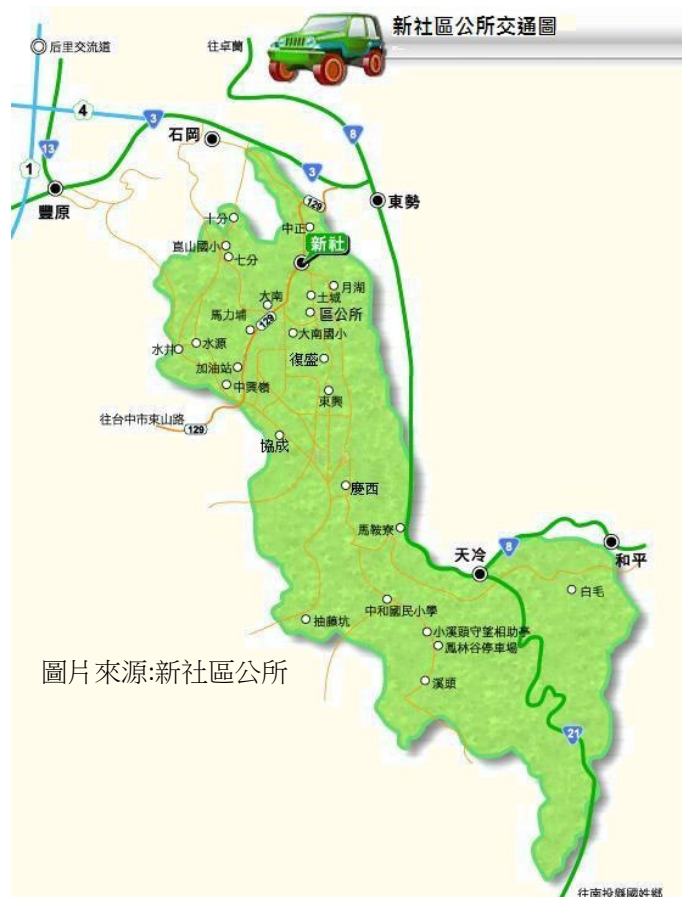 新社區公所交通圖
往卓蘭
后里交流道
4
3
8
石岡
13
3
1
豐原
東勢
129
十分
中正
新社
崑山國小
七分
月湖
大南
土城
馬力埔
129
區公所
大南國小
水井
水源
復盛
加油站
中興嶺
東興
往台中市東山路
129
協成
慶西
馬鞍寮
8
天冷
和平
白毛
中和國民小學
抽藤坑
小溪頭守望相助亭
鳳林谷停車場
圖片來源:新社區公所
溪頭
21
往南投縣國姓鄉